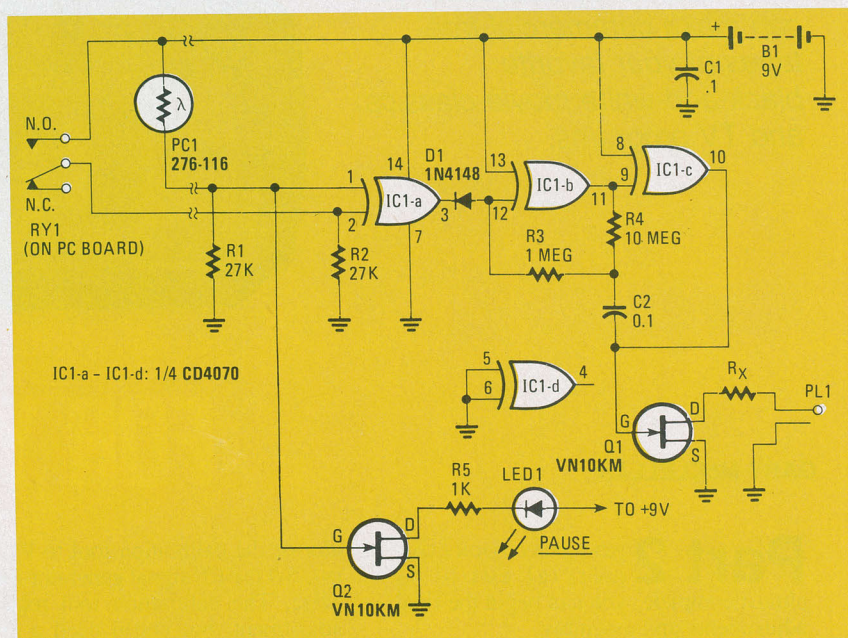 +
B1
9V
C1
.1
N.O.
λ
PC1
276-116
N.C.
RY1
(ON PC BOARD)
14
D1
1N4148
1
2
IC1-a
3
7
13
12
IC1-b
11
8
9
IC1-c
10
R1
27K
R2
27K
R3
1 MEG
R4
10 MEG
C2
0.1
IC1-a – IC1-d: 1/4 CD4070
5
6
IC1-d
4
RX
PL1
G
D
S
Q1
VN10KM
R5
1K
LED1
TO +9V
PAUSE
G
D
S
Q2
VN10KM